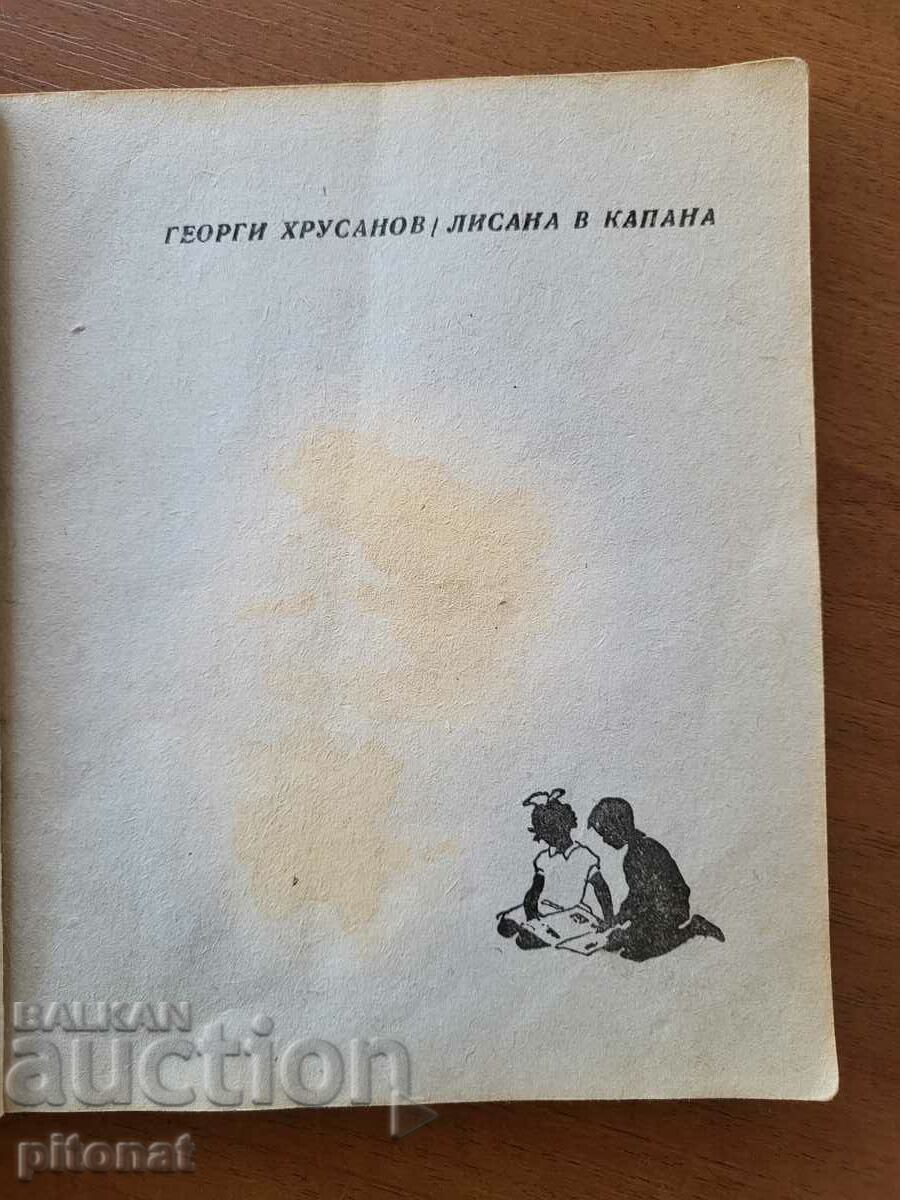 ГЕОРГИ ХРУСАНОВ / ЛИСАНА В КАПАНА
BALKAN
auction
pitonat